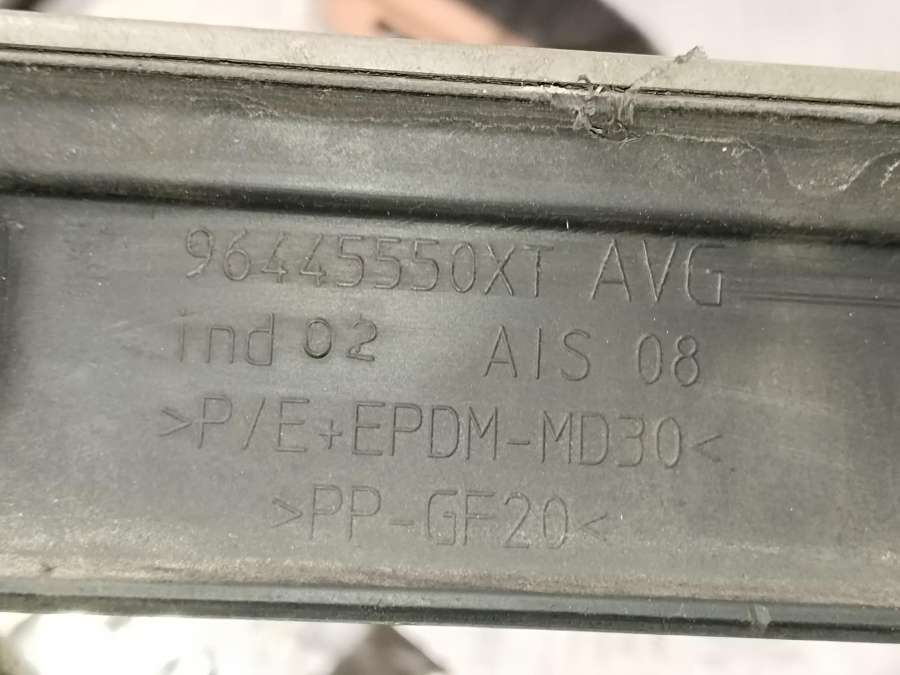 96445550XT AVG
ind 02 AIS 08
>P/E+EPDM-MD30<
>PP-GF20<